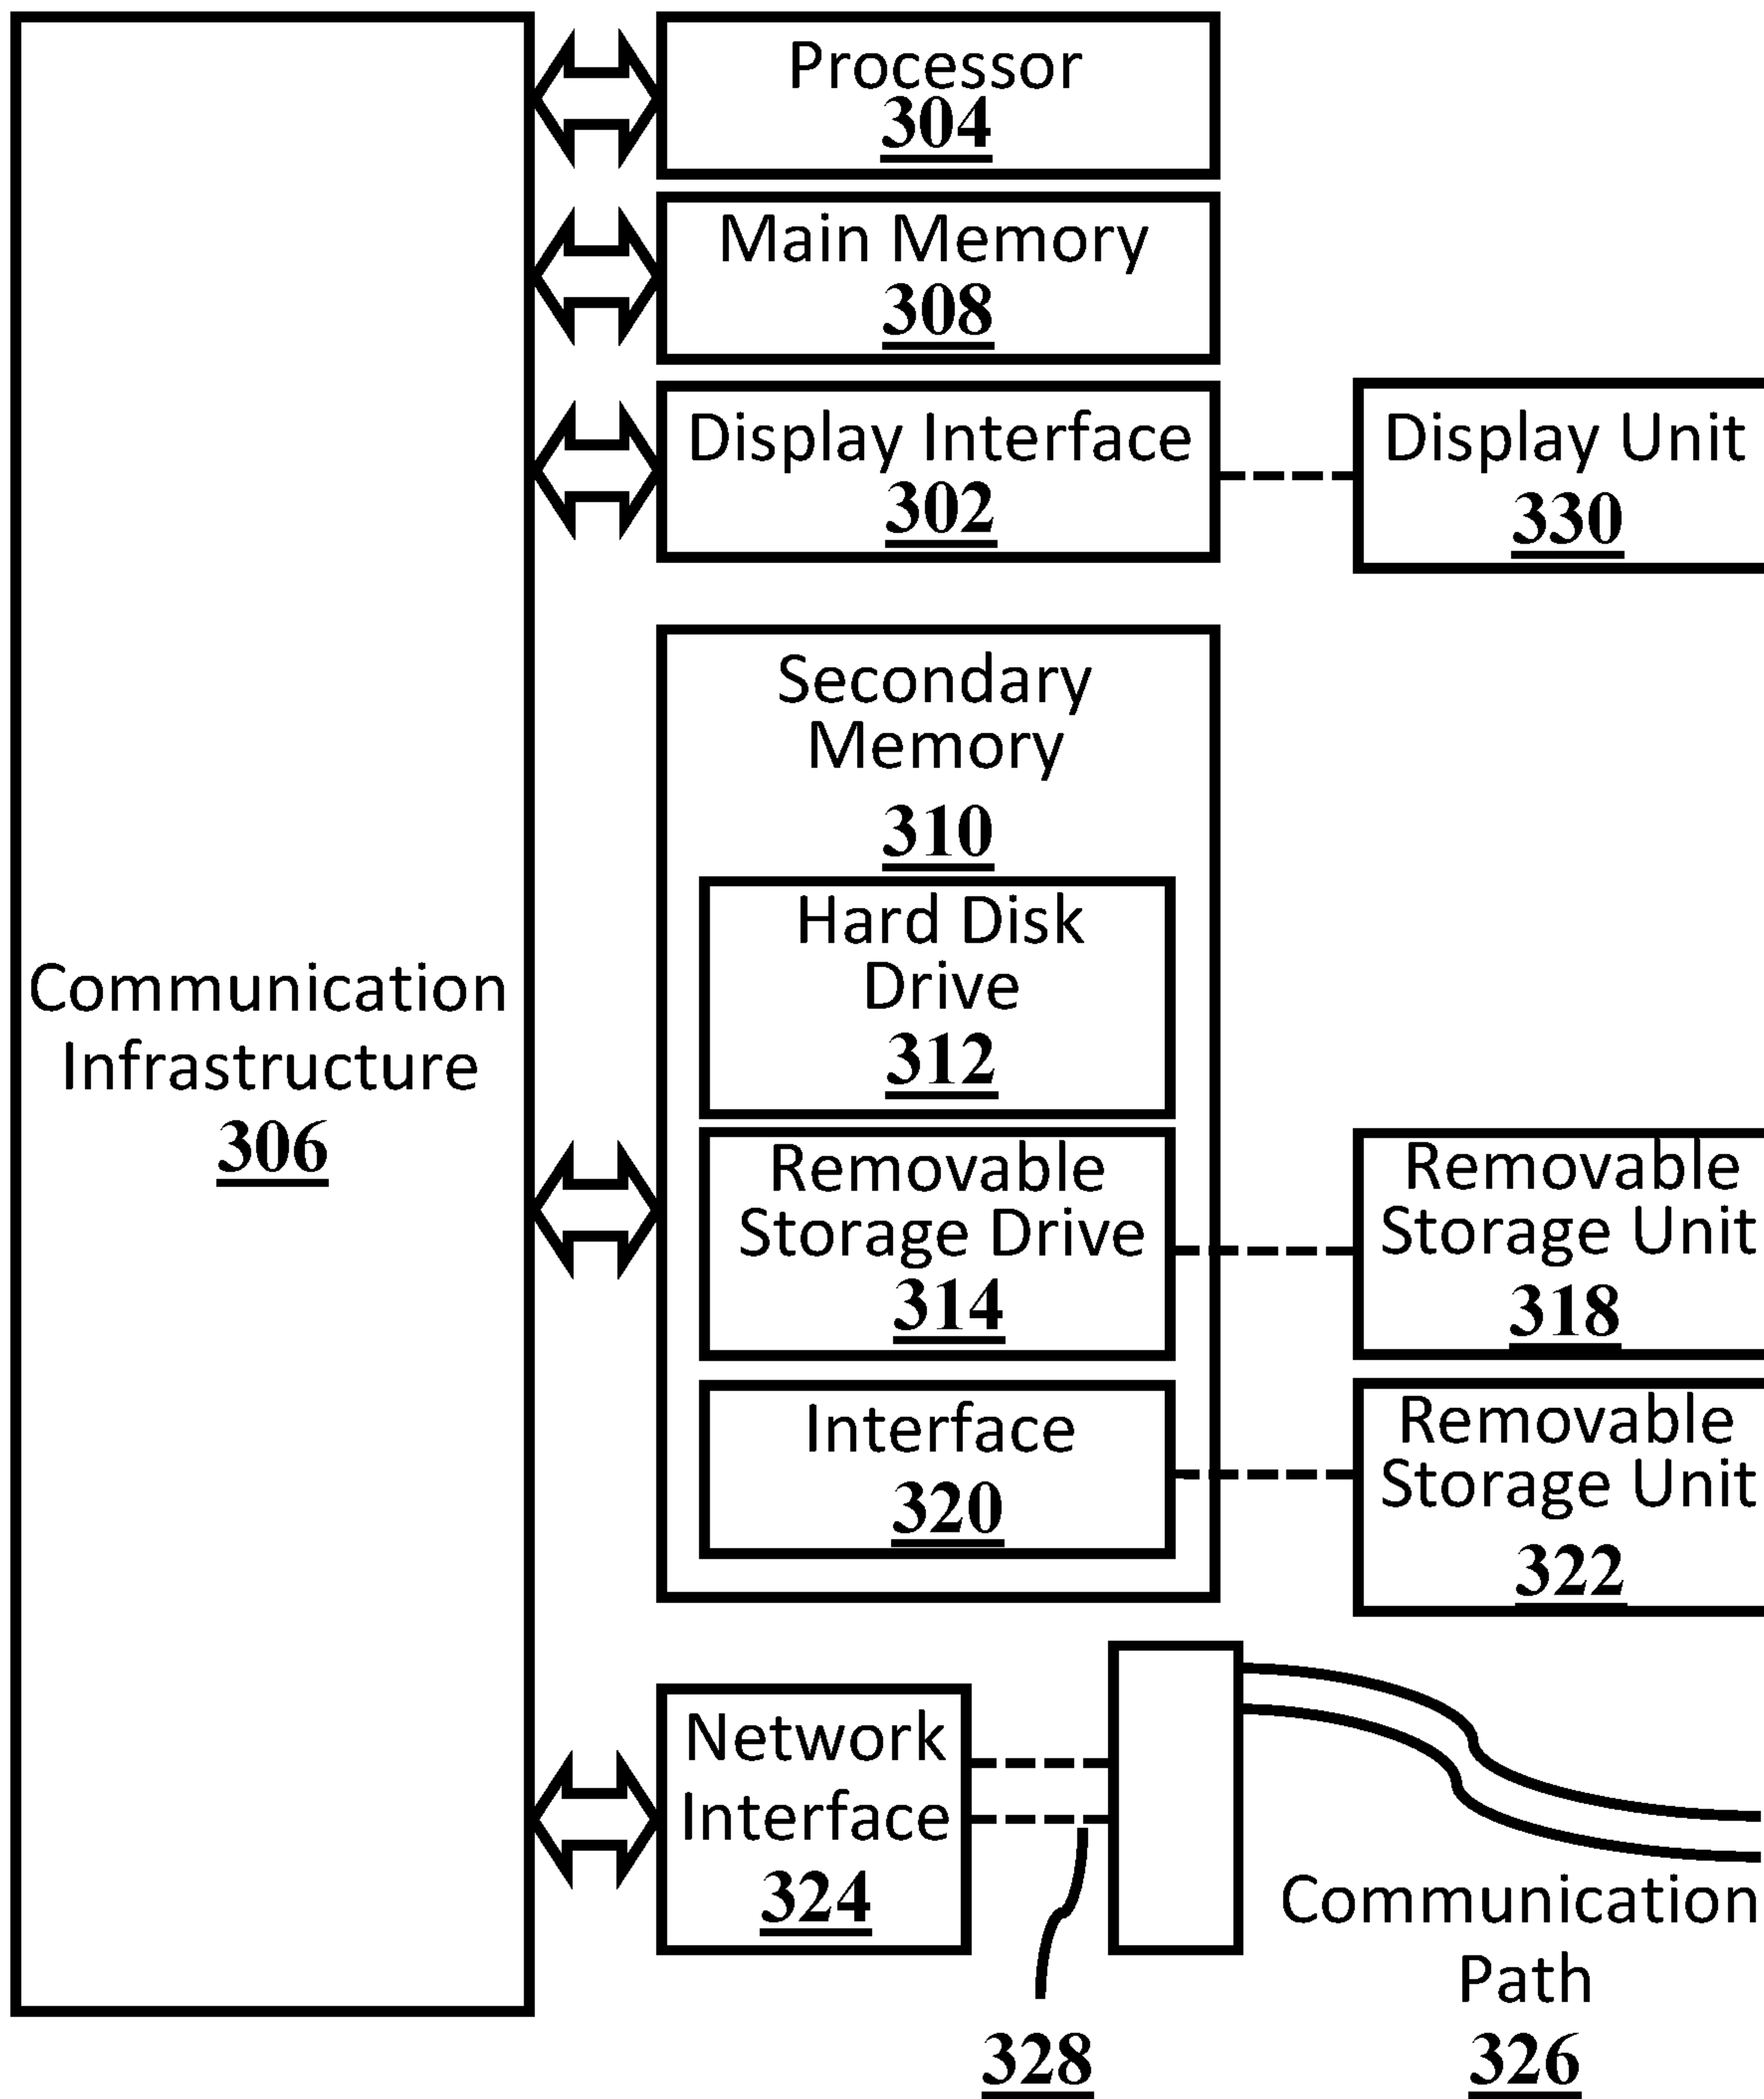 Processor
304
Main Memory
308
Display Interface
302
Display Unit
330
Secondary
Memory
310
Hard Disk
Drive
312
Communication
Infrastructure
306
Removable
Storage Drive
314
Removable
Storage Unit
318
Interface
320
Removable
Storage Unit
322
Network
Interface
324
328
Communication
Path
326